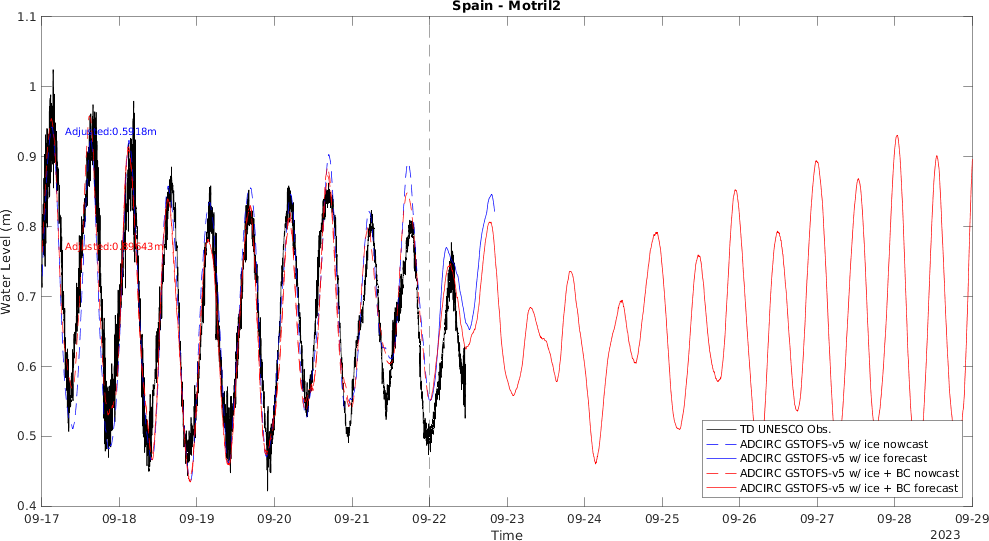 Spain - Motril2
1.1
1
0.9
0.8
0.7
0.6
0.5
0.4
Water Level (m)
Adjusted:0.5918m
TD UNESCO Obs.
ADCIRC GSTOFS-v5 w/ ice nowcast
ADCIRC GSTOFS-v5 w/ ice forecast
ADCIRC GSTOFS-v5 w/ ice + BC nowcast
ADCIRC GSTOFS-v5 w/ ice + BC forecast
09-17 09-18 09-19 09-20 09-21 09-22 09-23 09-24 09-25 09-26 09-27 09-28 09-29
Time
2023